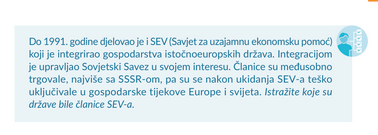 Do 1991. godine djelovao je i SEV (Savjet za uzajamnu ekonomsku pomoć)
koji je integrirao gospodarstva istočnoeuropskih država. Integracijom
je upravljao Sovjetski Savez u svojem interesu. Članice su međusobno
trgovale, najviše sa SSSR-om, pa su se nakon ukidanja SEV-a teško
uključivale u gospodarske tijekove Europe i svijeta. Istražite koje su
države bile članice SEV-a.